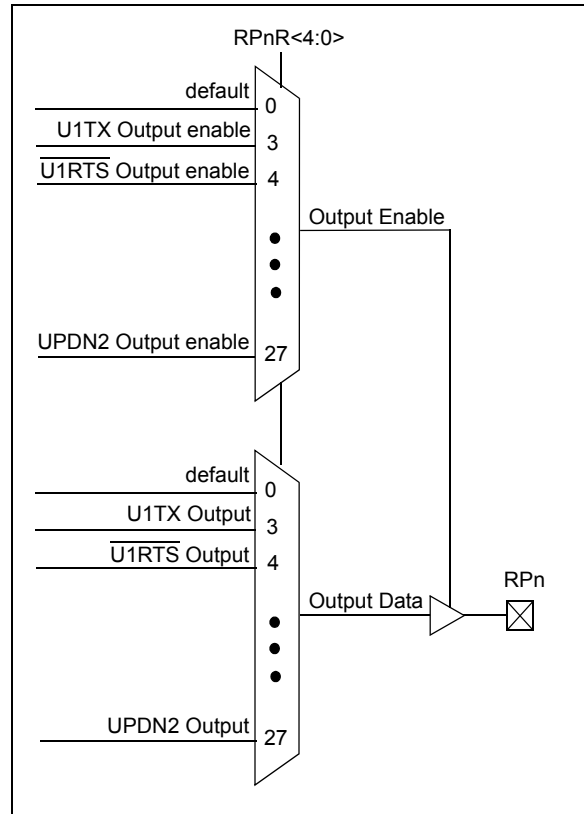 RPnR<4:0>
default
0
U1TX Output enable
3
U1RTS Output enable
4
Output Enable
UPDN2 Output enable
27
default
0
U1TX Output
3
U1RTS Output
4
RPn
Output Data
UPDN2 Output
27